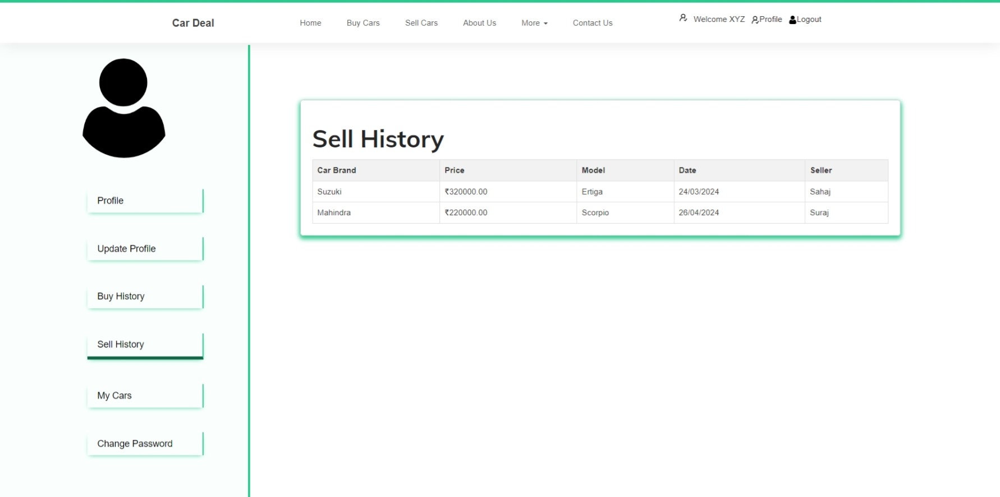 Car Deal Home Buy Cars Sell Cars About Us More Contact Us Welcome XYZ Profile Logout
Profile
Update Profile
Buy History
Sell History
My Cars
Change Password
Sell History
Car Brand Price Model Date Seller
Suzuki ₹320000.00 Ertiga 24/03/2024 Sahaj
Mahindra ₹220000.00 Scorpio 26/04/2024 Suraj